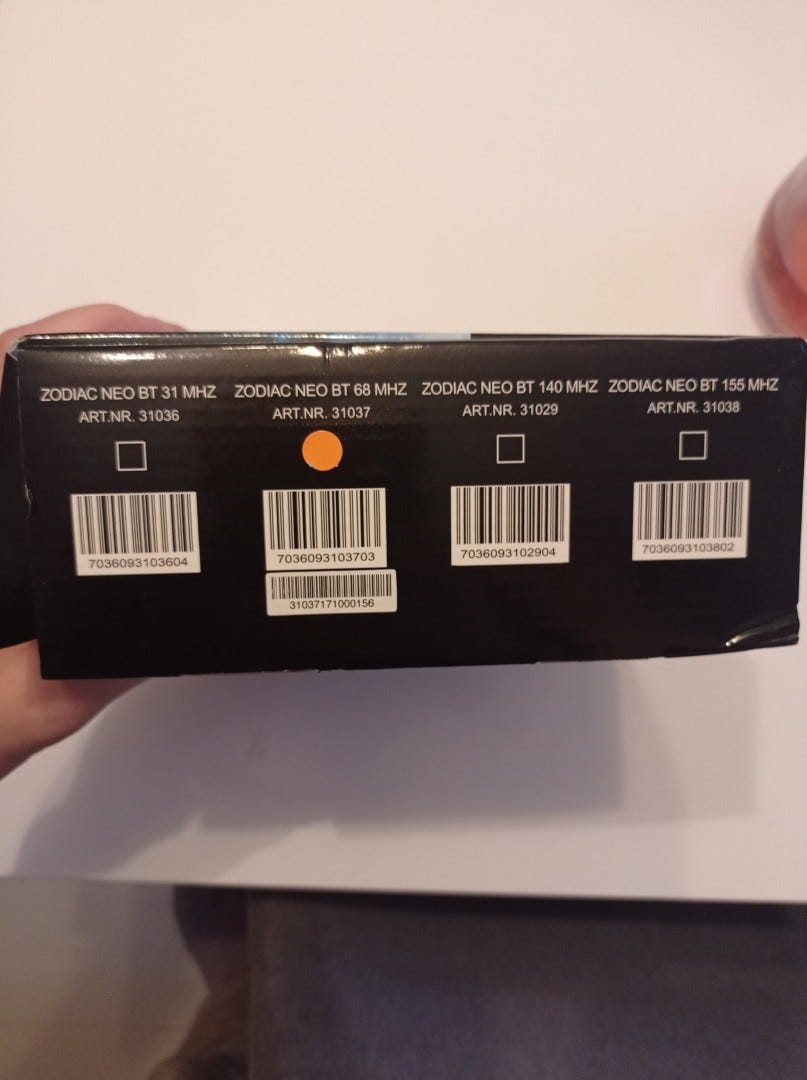 ZODIAC NEO BT 31 MHZ
ART.NR. 31036
7036093103604
ZODIAC NEO BT 68 MHZ
ART.NR. 31037
7036093103703
31037171000156
ZODIAC NEO BT 140 MHZ
ART.NR. 31029
7036093102904
ZODIAC NEO BT 155 MHZ
ART.NR. 31038
7036093103802